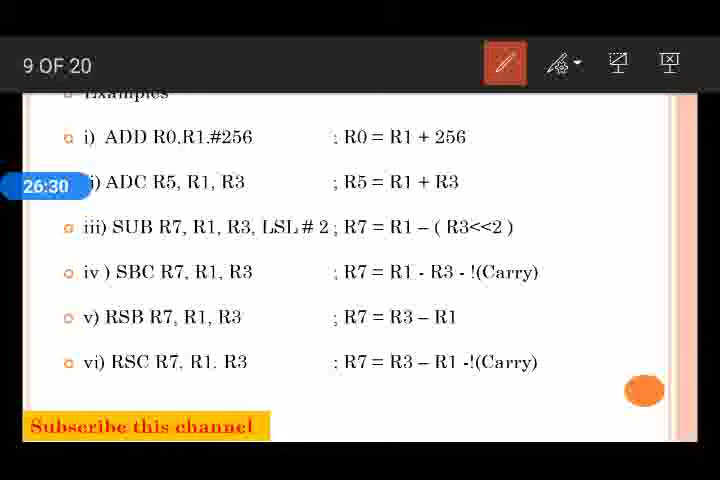 9 OF 20
Examples
i) ADD R0.R1.#256 ; R0 = R1 + 256
26:30
i) ADC R5, R1, R3 ; R5 = R1 + R3
iii) SUB R7, R1, R3, LSL # 2 ; R7 = R1 – ( R3<<2 )
iv ) SBC R7, R1, R3 ; R7 = R1 - R3 - !(Carry)
v) RSB R7, R1, R3 ; R7 = R3 – R1
vi) RSC R7, R1. R3 ; R7 = R3 – R1 -!(Carry)
Subscribe this channel